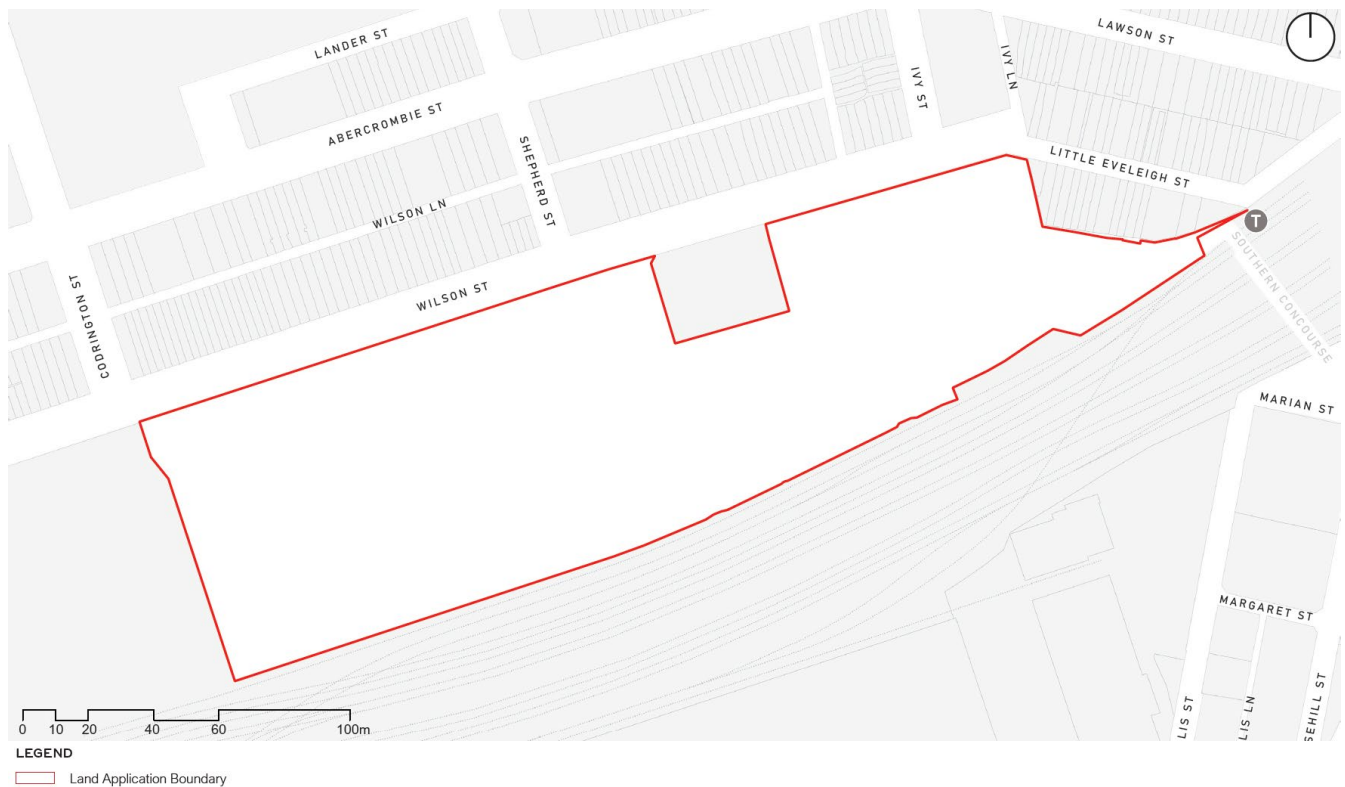 LANDER ST
LAWSON ST
IVY LN
IVY ST
ABERCROMBIE ST
SHEPHERD ST
LITTLE EVELEIGH ST
WILSON LN
T
SOUTHERN CONCOURSE
CODRINGTON ST
WILSON ST
MARIAN ST
MARGARET ST
LIS ST
LIS LN
SEHILL ST
0 10 20 40 60 100m
LEGEND
Land Application Boundary